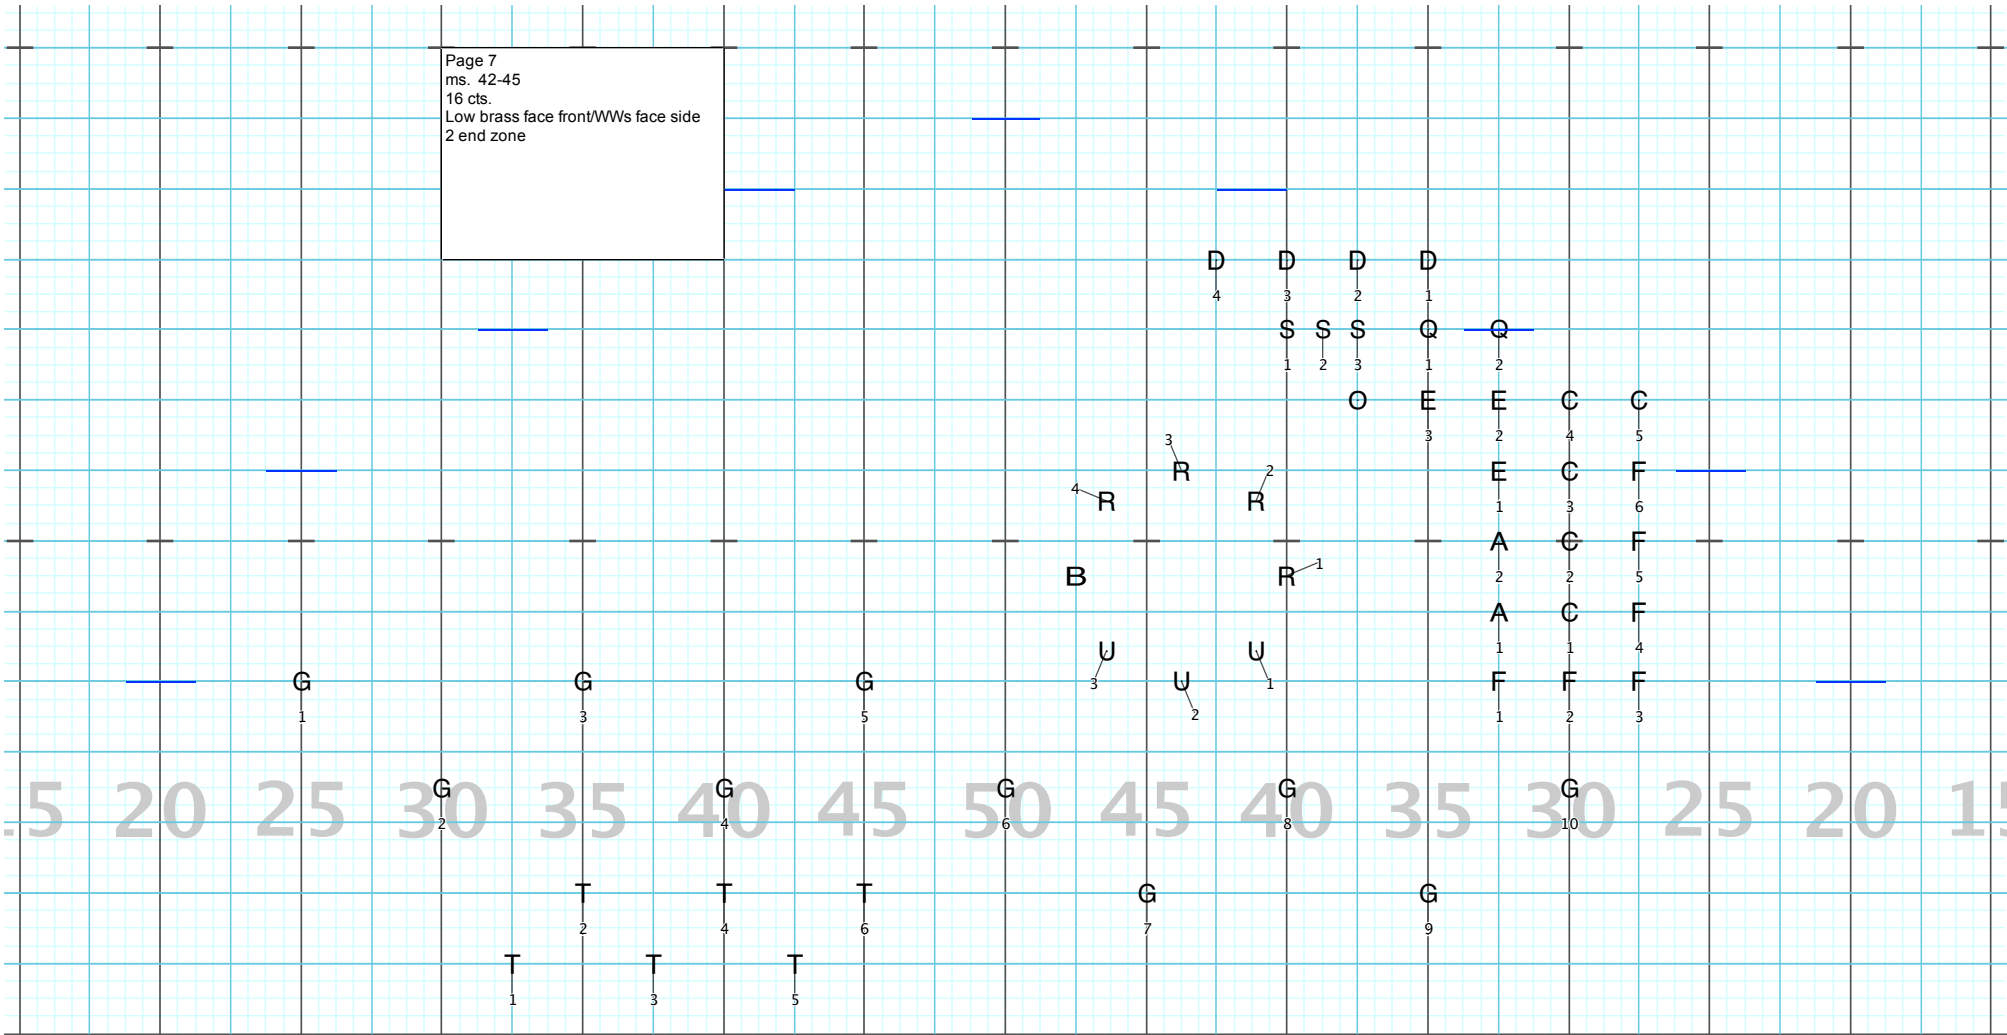 Page 7
ms. 42-45
16 cts.
Low brass face front/WWs face side
2 end zone
D D D D
4 3 2 1
S S S Q Q
1 2 3 1 2
O E E C C
3 2 4 5
3
R 2 E C F
4 R R 1 3 6
A C F
1 2 2 5
B R
A C F
U U 1 1 4
3 1
G G G U F F F
1 3 5 2 1 2 3
G G G G G
15 20 25 30 35 40 45 50 45 40 35 30 25 20 15
2 4 6 8 10
T T T G G
2 4 6 7 9
T T T
1 3 5